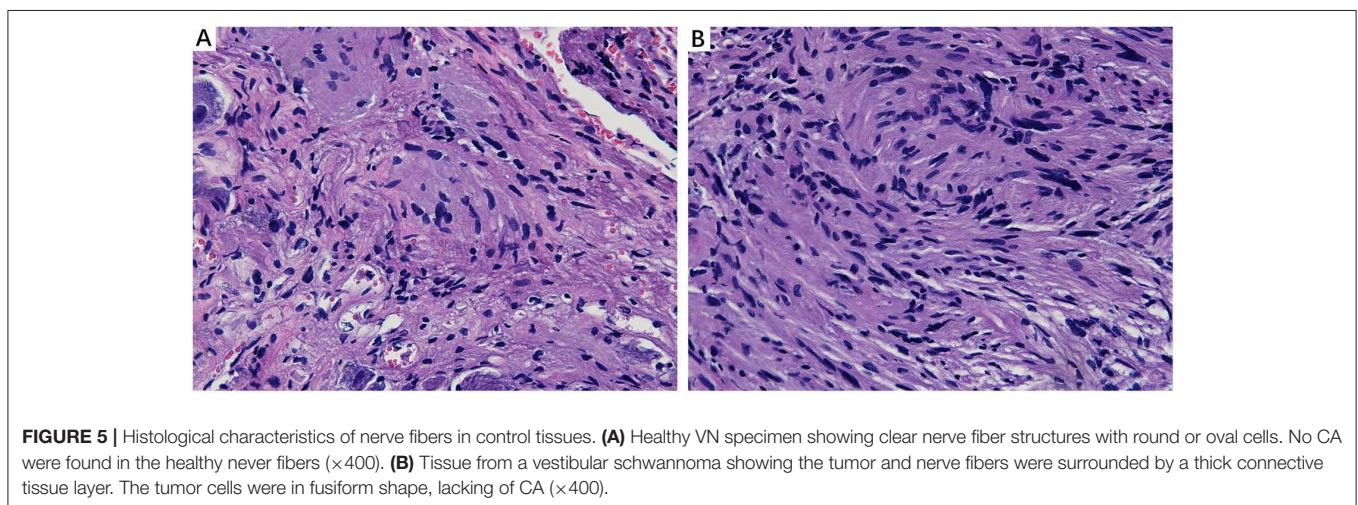 A
B
FIGURE 5 | Histological characteristics of nerve fibers in control tissues. (A) Healthy VN specimen showing clear nerve fiber structures with round or oval cells. No CA
were found in the healthy never fibers (×400). (B) Tissue from a vestibular schwannoma showing the tumor and nerve fibers were surrounded by a thick connective
tissue layer. The tumor cells were in fusiform shape, lacking of CA (×400).